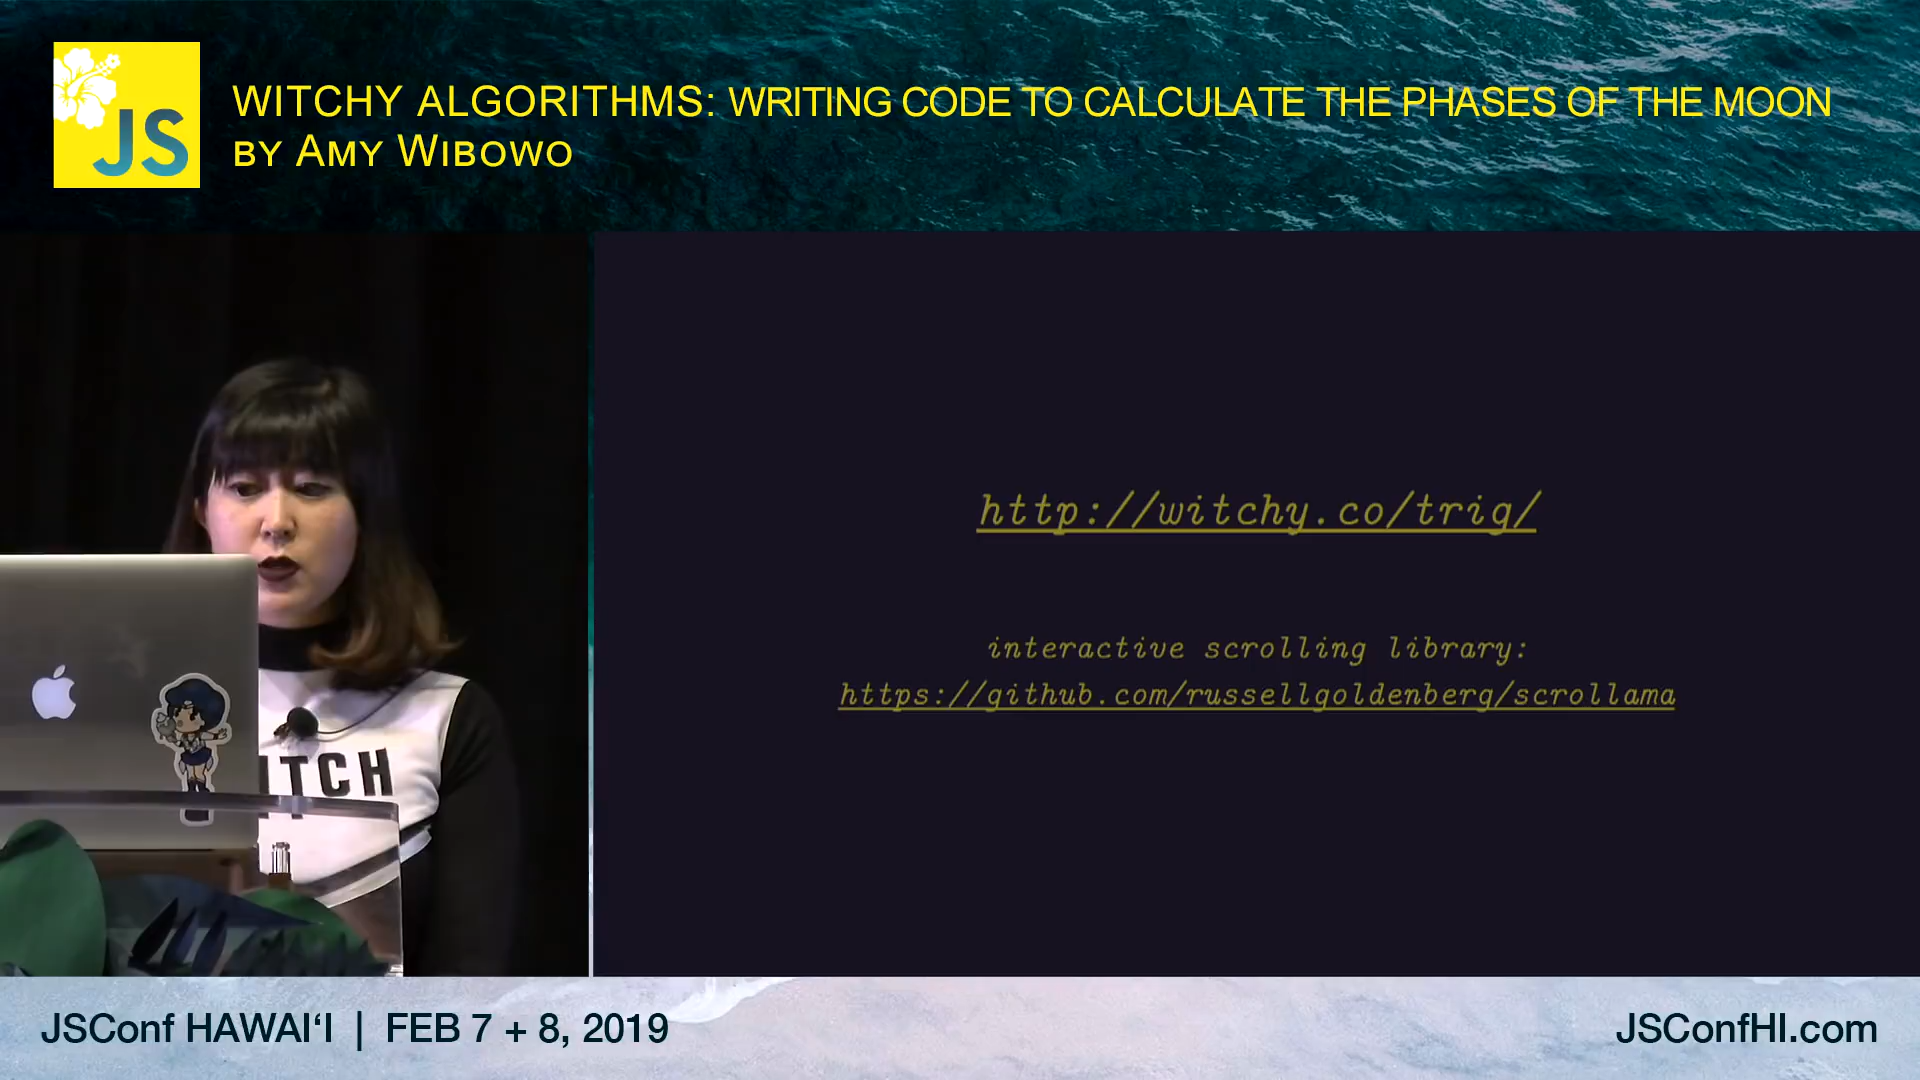 JS
WITCHY ALGORITHMS: WRITING CODE TO CALCULATE THE PHASES OF THE MOON
BY AMY WIBOWO
http://witchy.co/trig/
interactive scrolling library:
https://github.com/russellgoldenberg/scrollama
ITCH
JSConf HAWAIʻI | FEB 7 + 8, 2019
JSConfHI.com